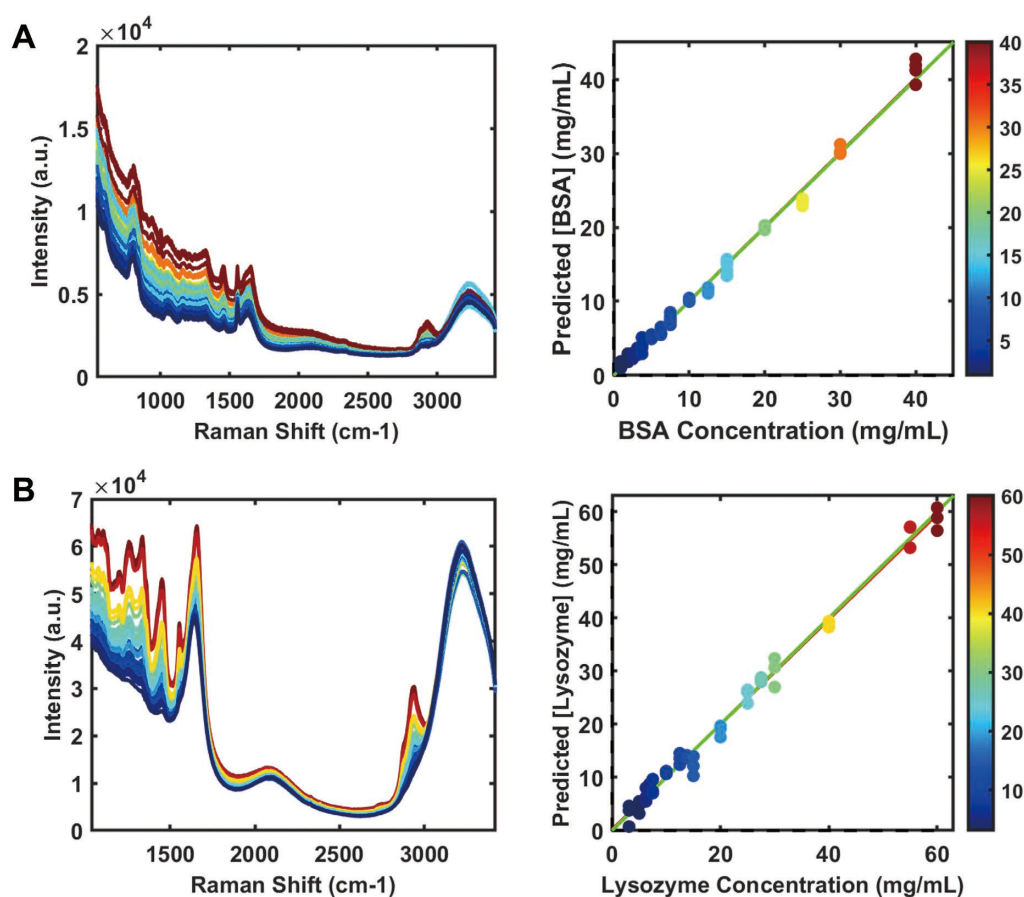 A
×10⁴
2
1.5
1
0.5
0
Intensity (a.u.)
1000 1500 2000 2500 3000
Raman Shift (cm-1)
40
30
20
10
0
Predicted [BSA] (mg/mL)
0 10 20 30 40
BSA Concentration (mg/mL)
40
35
30
25
20
15
10
5
B
×10⁴
7
6
5
4
3
2
1
0
Intensity (a.u.)
1500 2000 2500 3000
Raman Shift (cm-1)
60
50
40
30
20
10
0
Predicted [Lysozyme] (mg/mL)
0 20 40 60
Lysozyme Concentration (mg/mL)
60
50
40
30
20
10